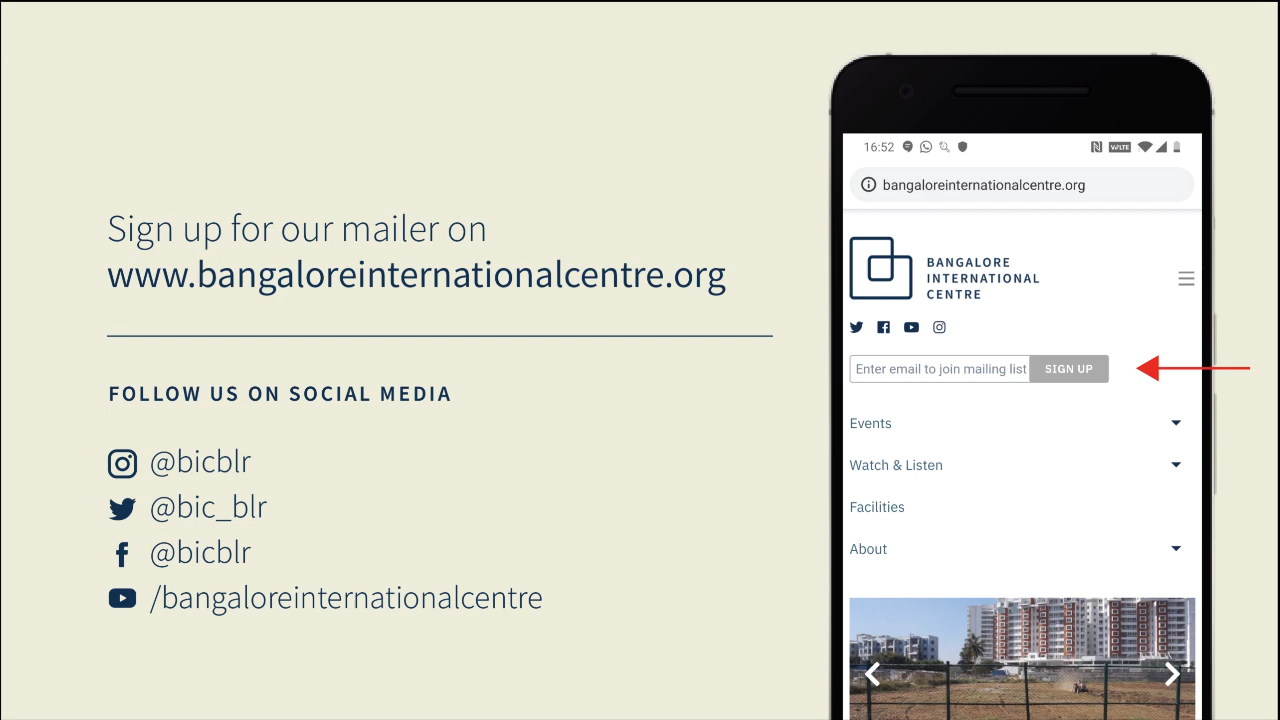 Sign up for our mailer on
www.bangaloreinternationalcentre.org
FOLLOW US ON SOCIAL MEDIA
@bicblr
@bic_blr
@bicblr
/bangaloreinternationalcentre
16:52
VoLTE
bangaloreinternationalcentre.org
BANGALORE
INTERNATIONAL
CENTRE
Enter email to join mailing list SIGN UP
Events
Watch & Listen
Facilities
About